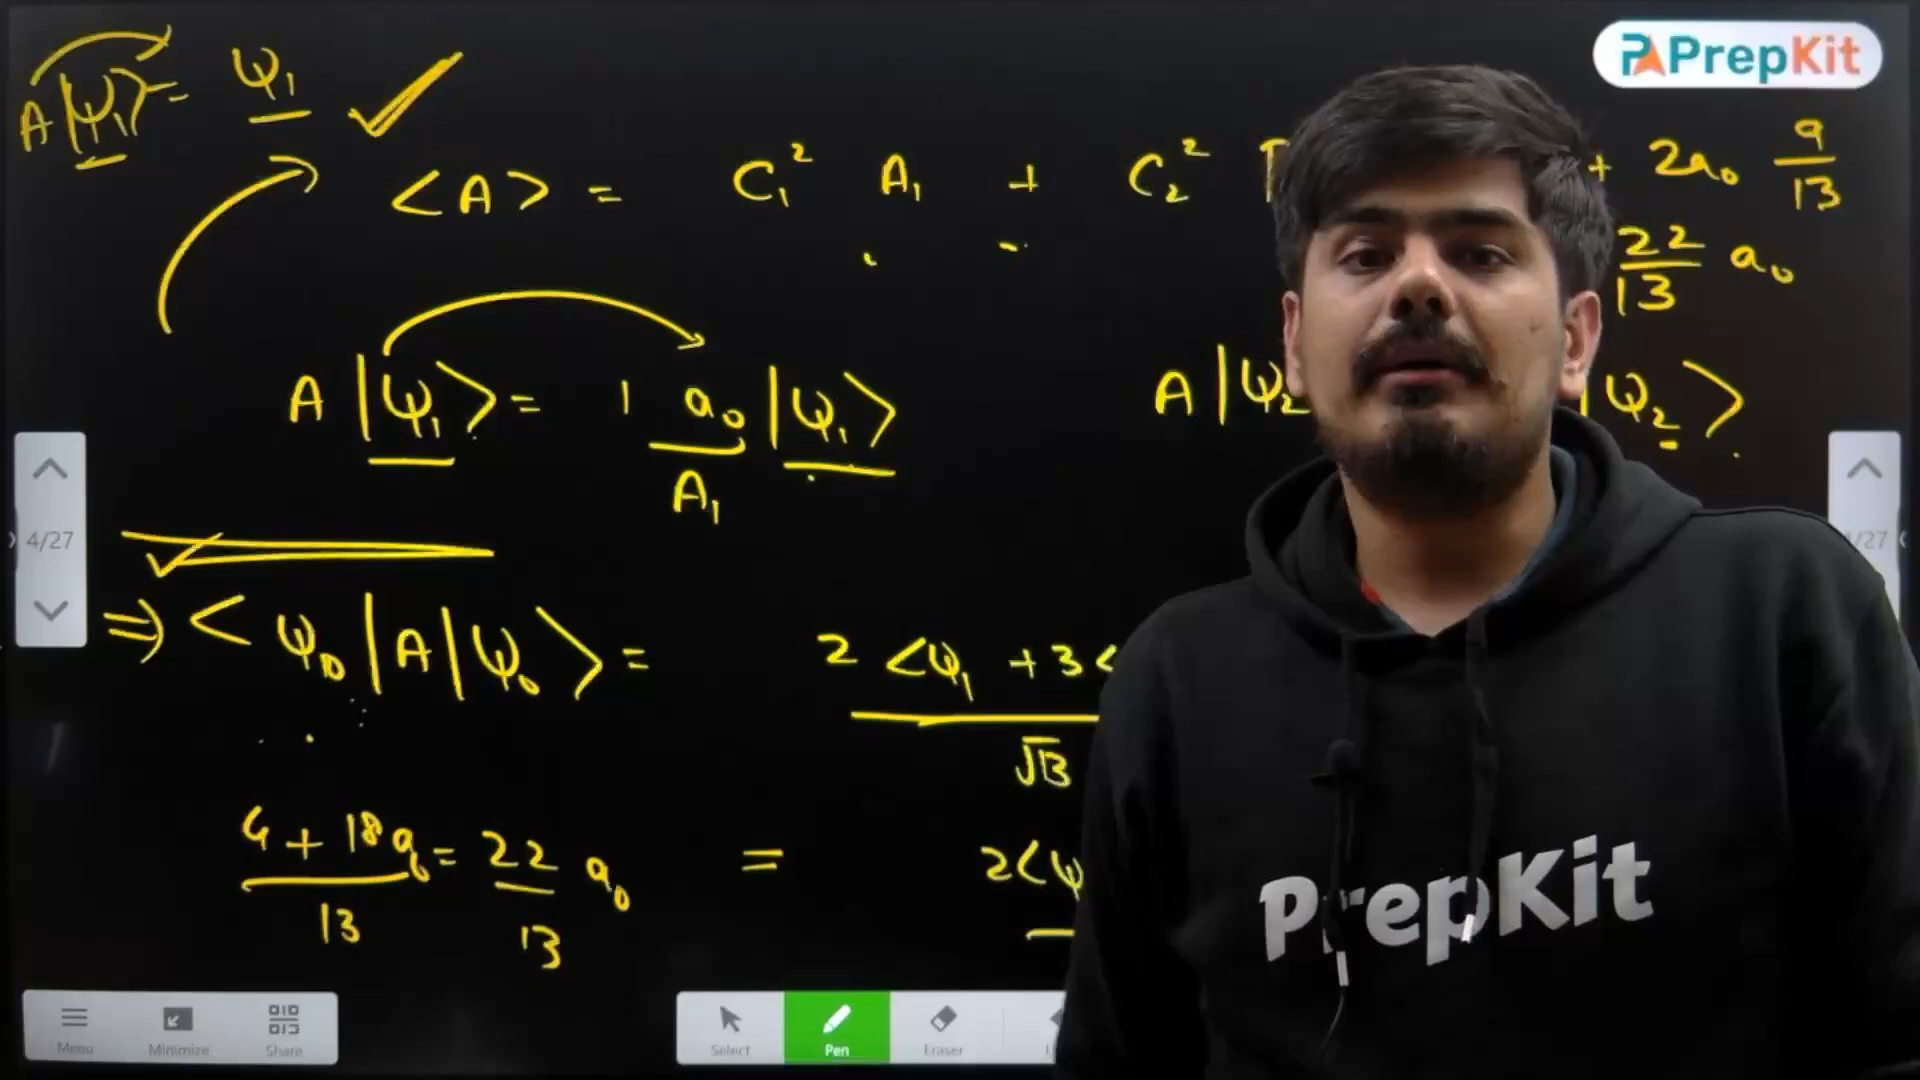 PrepKit
A|ψ₁⟩ = ψ₁ ✓
<A> = C₁² A₁ + C₂² + 2a₀ 9/13
22/13 a₀
A|ψ₁⟩ = 1 a₀ |ψ₁⟩ A|ψ₂ |ψ₂⟩
A₁
4/27
⇒ <ψ₀|A|ψ₀⟩ = 2<ψ₁ + 3<
√13
4 + 18a₀ / 13 = 22/13 a₀ = 2<ψ
PrepKit
Menu Minimize Share Select Pen Eraser